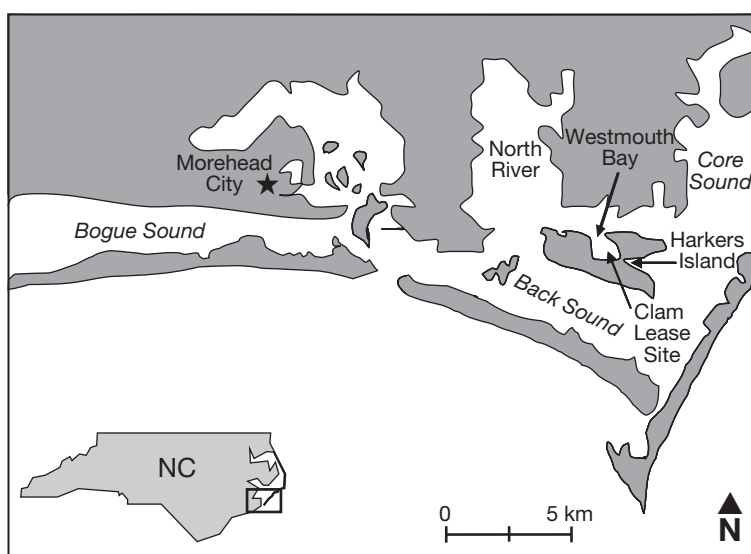 North
River
Westmouth
Bay
Core
Sound
Morehead
City
Bogue Sound
Harkers
Island
Back Sound
Clam
Lease
Site
NC
0 5 km
N